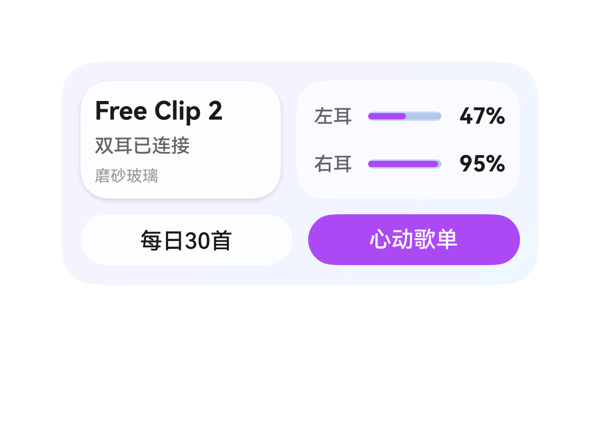 Free Clip 2
双耳已连接
磨砂玻璃
左耳 47%
右耳 95%
每日30首
心动歌单